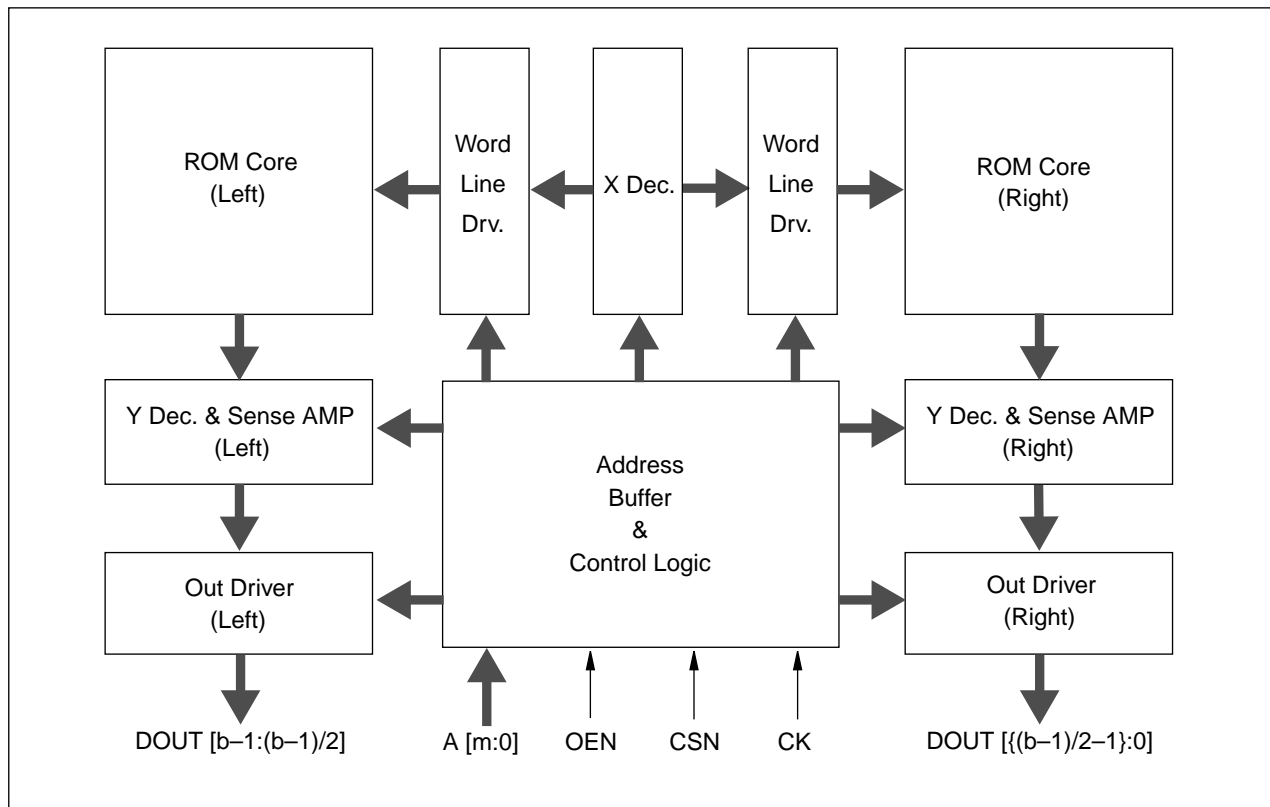 ROM Core
(Left)
Word
Line
Drv.
X Dec.
Word
Line
Drv.
ROM Core
(Right)
Y Dec. & Sense AMP
(Left)
Address
Buffer
&
Control Logic
Y Dec. & Sense AMP
(Right)
Out Driver
(Left)
Out Driver
(Right)
DOUT [b–1:(b–1)/2]
A [m:0]
OEN
CSN
CK
DOUT [{(b–1)/2–1}:0]